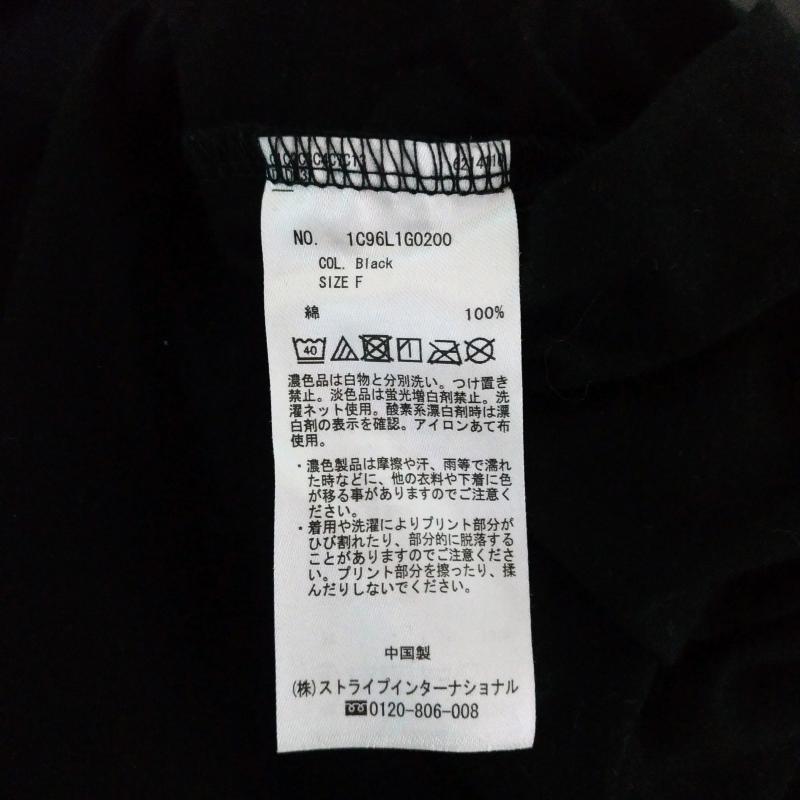 NO. 1C96L1G0200
COL. Black
SIZE F
綿 100%
40
濃色品は白物と分別洗い。つけ置き
禁止。淡色品は蛍光増白剤禁止。洗
濯ネット使用。酸素系漂白剤時は漂
白剤の表示を確認。アイロンあて布
使用。
・濃色製品は摩擦や汗、雨等で濡れ
た時などに、他の衣料や下着に色
が移る事がありますのでご注意く
ださい。
・着用や洗濯によりプリント部分が
ひび割れたり、部分的に脱落する
ことがありますのでご注意くださ
い。プリント部分を擦ったり、揉
んだりしないでください。
中国製
(株)ストライプインターナショナル
0120-806-008